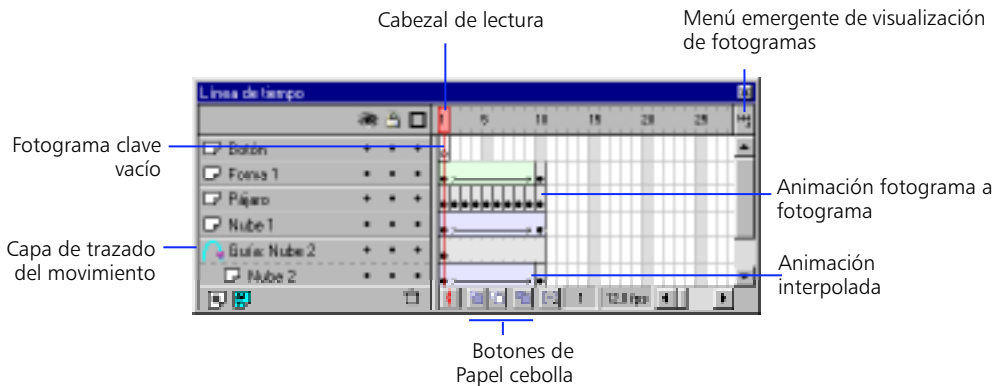 Cabezal de lectura
Menú emergente de visualización
de fotogramas
Línea de tiempo
1 5 10 15 20 25
Fotograma clave
vacío
Botón
Forma 1
Pájaro
Animación fotograma a
fotograma
Nube 1
Capa de trazado
del movimiento
Guía: Nube 2
Nube 2
Animación
interpolada
1 12.0 fps
Botones de
Papel cebolla